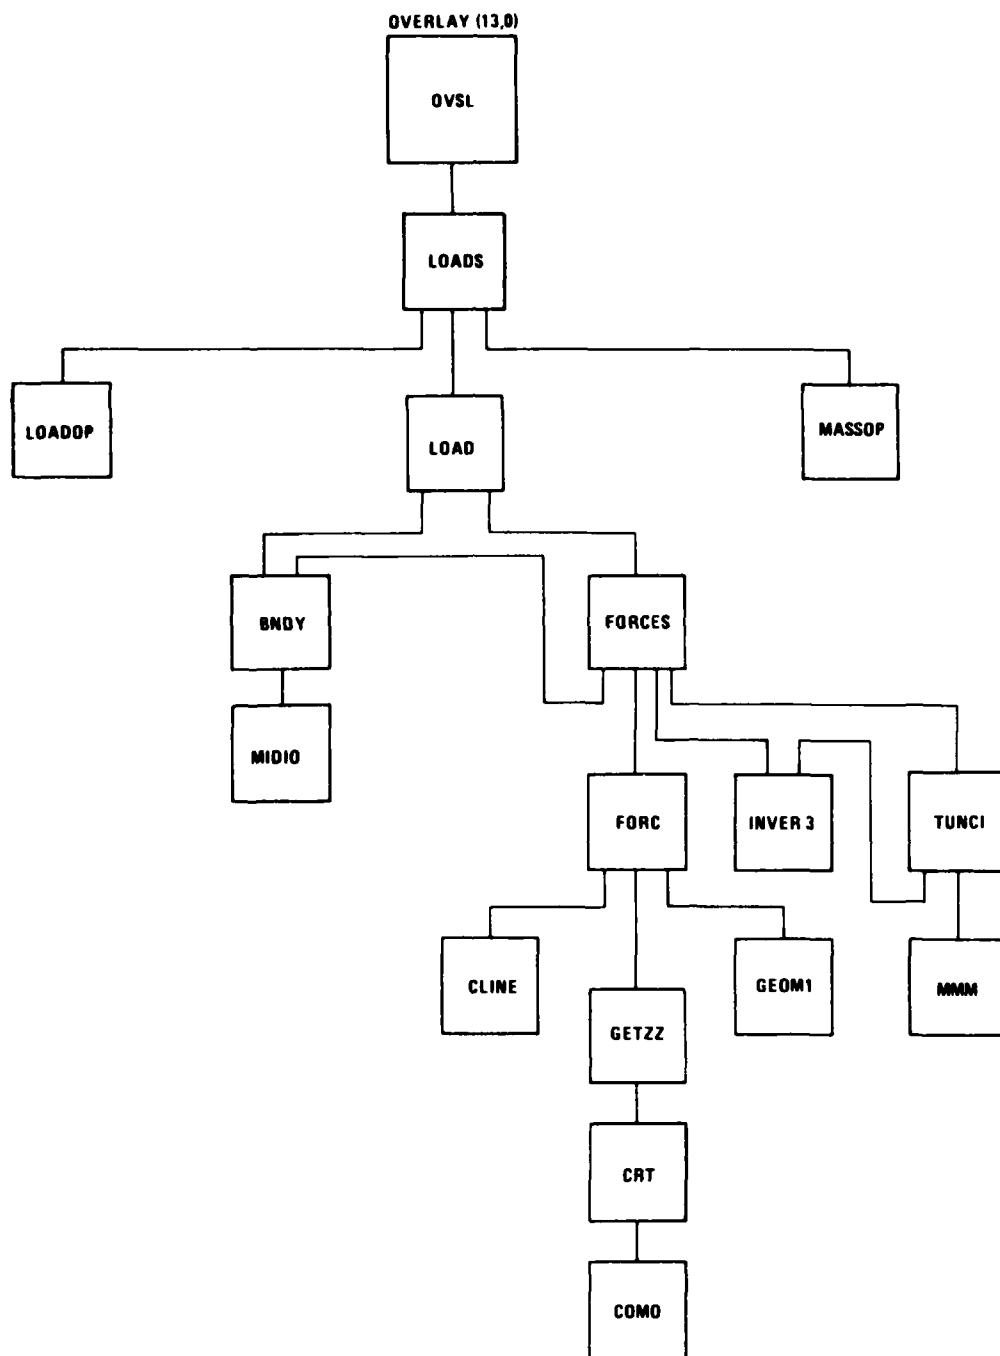 OVERLAY (13,0)
OVSL
LOADS
LOADOP
LOAD
MASSOP
BNDY
FORCES
MIDIO
FORC
INVER 3
TUNCI
CLINE
GETZZ
GEOM1
MMM
CRT
COMO